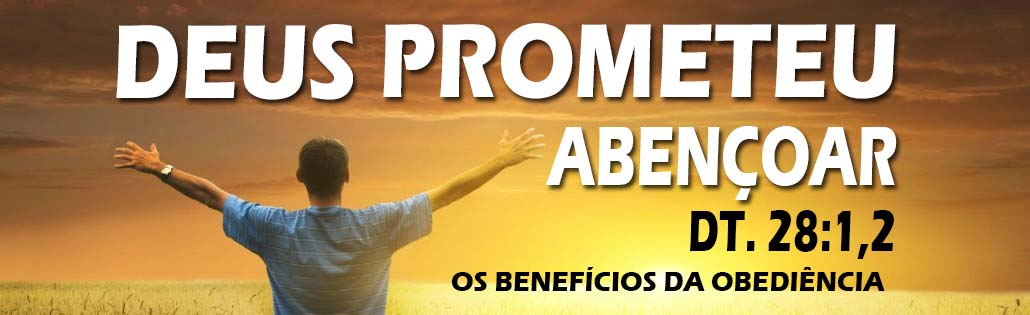 DEUS PROMETEU
ABENÇOAR
DT. 28:1,2
OS BENEFÍCIOS DA OBEDIÊNCIA